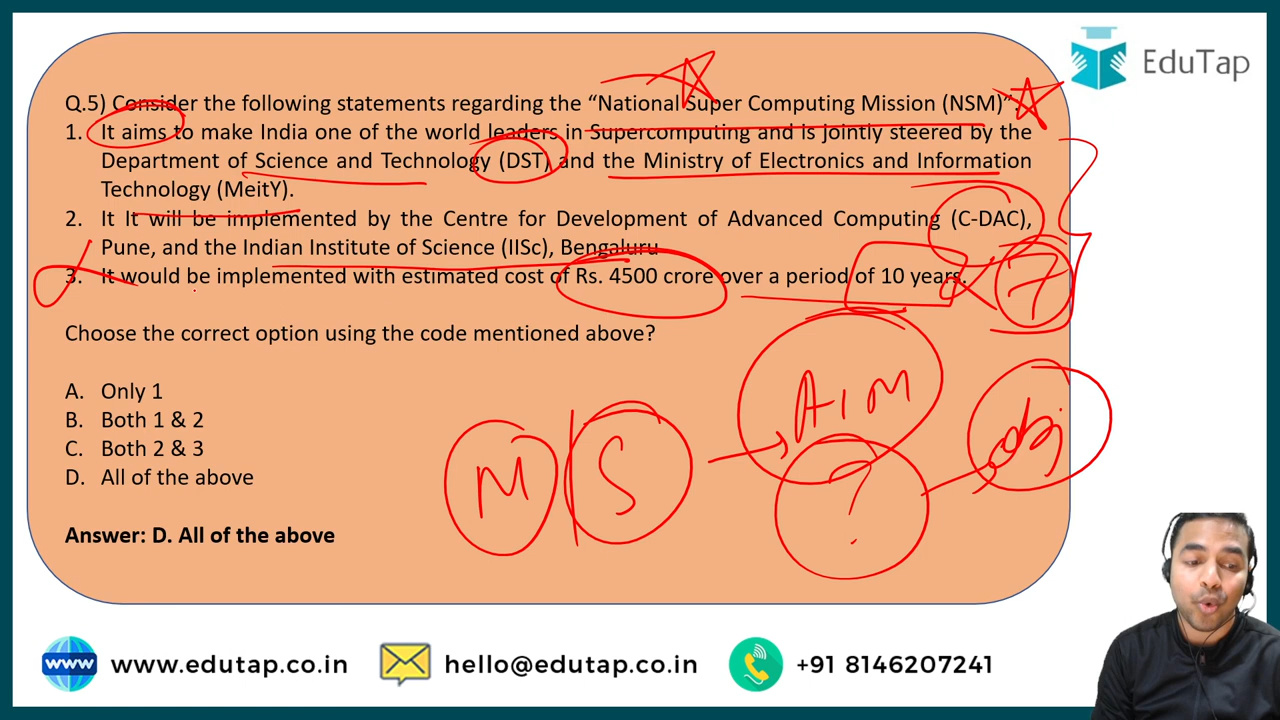 EduTap
Q.5) Consider the following statements regarding the “National Super Computing Mission (NSM)”.
1. It aims to make India one of the world leaders in Supercomputing and is jointly steered by the
Department of Science and Technology (DST) and the Ministry of Electronics and Information
Technology (MeitY).
2. It It will be implemented by the Centre for Development of Advanced Computing (C-DAC),
Pune, and the Indian Institute of Science (IISc), Bengaluru
3. It would be implemented with estimated cost of Rs. 4500 crore over a period of 10 years.
7
Choose the correct option using the code mentioned above?
A. Only 1
B. Both 1 & 2
C. Both 2 & 3
D. All of the above
AIM
Obj
M S
?
Answer: D. All of the above
www www.edutap.co.in hello@edutap.co.in +91 8146207241